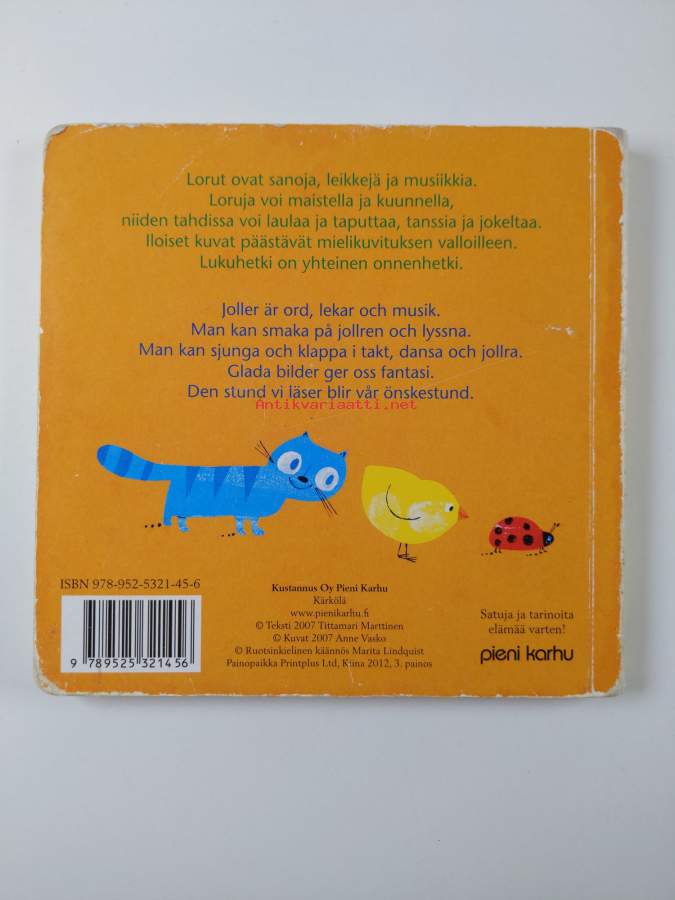 Lorut ovat sanoja, leikkejä ja musiikkia.
Loruja voi maistella ja kuunnella,
niiden tahdissa voi laulaa ja taputtaa, tanssia ja jokeltaa.
Iloiset kuvat päästävät mielikuvituksen valloilleen.
Lukuhetki on yhteinen onnenhetki.
Joller är ord, lekar och musik.
Man kan smaka på jollren och lyssna.
Man kan sjunga och klappa i takt, dansa och jollra.
Glada bilder ger oss fantasi.
Den stund vi läser blir vår önskestund.
Antikvariaatti.net
ISBN 978-952-5321-45-6
9 789525 321456
Kustannus Oy Pieni Karhu
Kärkölä
www.pienikarhu.fi
© Teksti 2007 Tittamari Marttinen
© Kuvat 2007 Anne Vasko
© Ruotsinkielinen käännös Marita Lindquist
Painopaikka Printplus Ltd, Kiina 2012, 3. painos
Satuja ja tarinoita
elämää varten!
pieni karhu